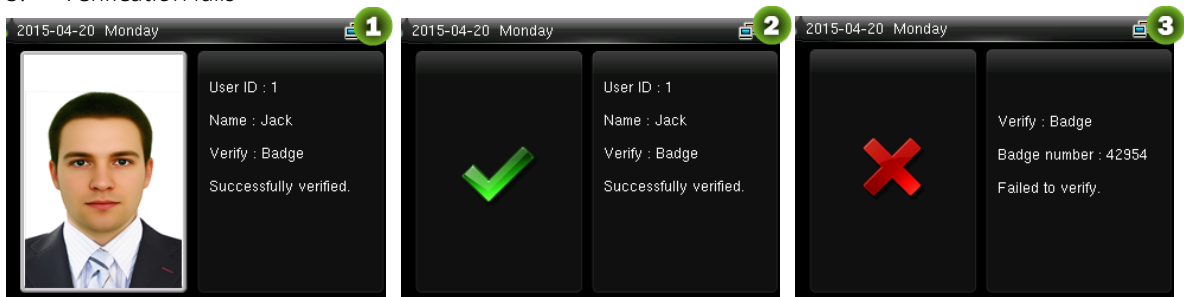 2015-04-20 Monday
1
User ID : 1
Name : Jack
Verify : Badge
Successfully verified.
2015-04-20 Monday
2
User ID : 1
Name : Jack
Verify : Badge
Successfully verified.
2015-04-20 Monday
3
Verify : Badge
Badge number : 42954
Failed to verify.